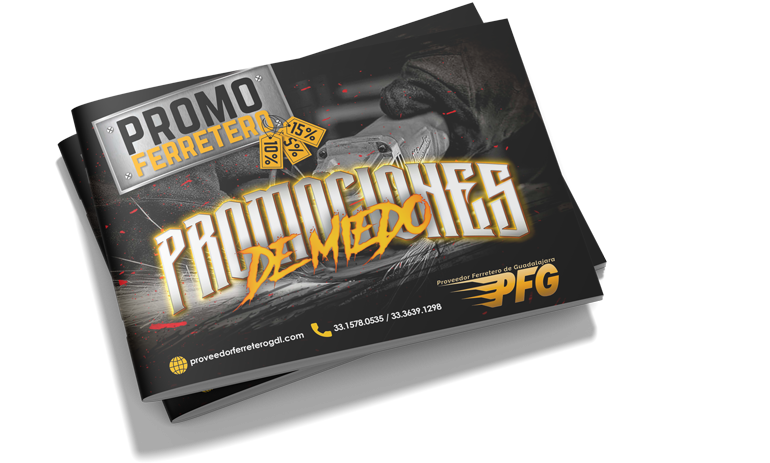 PROMO
FERRETERO
15%
5%
10%
PROMOCIONES
DE MIEDO
Proveedor Ferretero de Guadalajara
PFG
33.1578.0535 / 33.3639.1298
proveedorferreterogdl.com